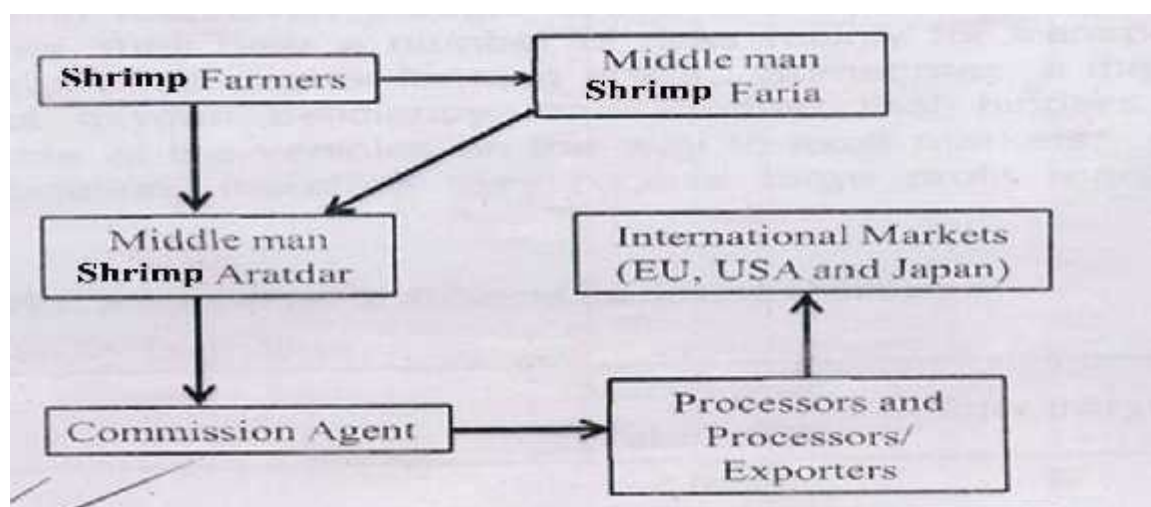 Shrimp Farmers
Middle man
Shrimp Faria
Middle man
Shrimp Aratdar
International Markets
(EU, USA and Japan)
Commission Agent
Processors and
Processors/
Exporters